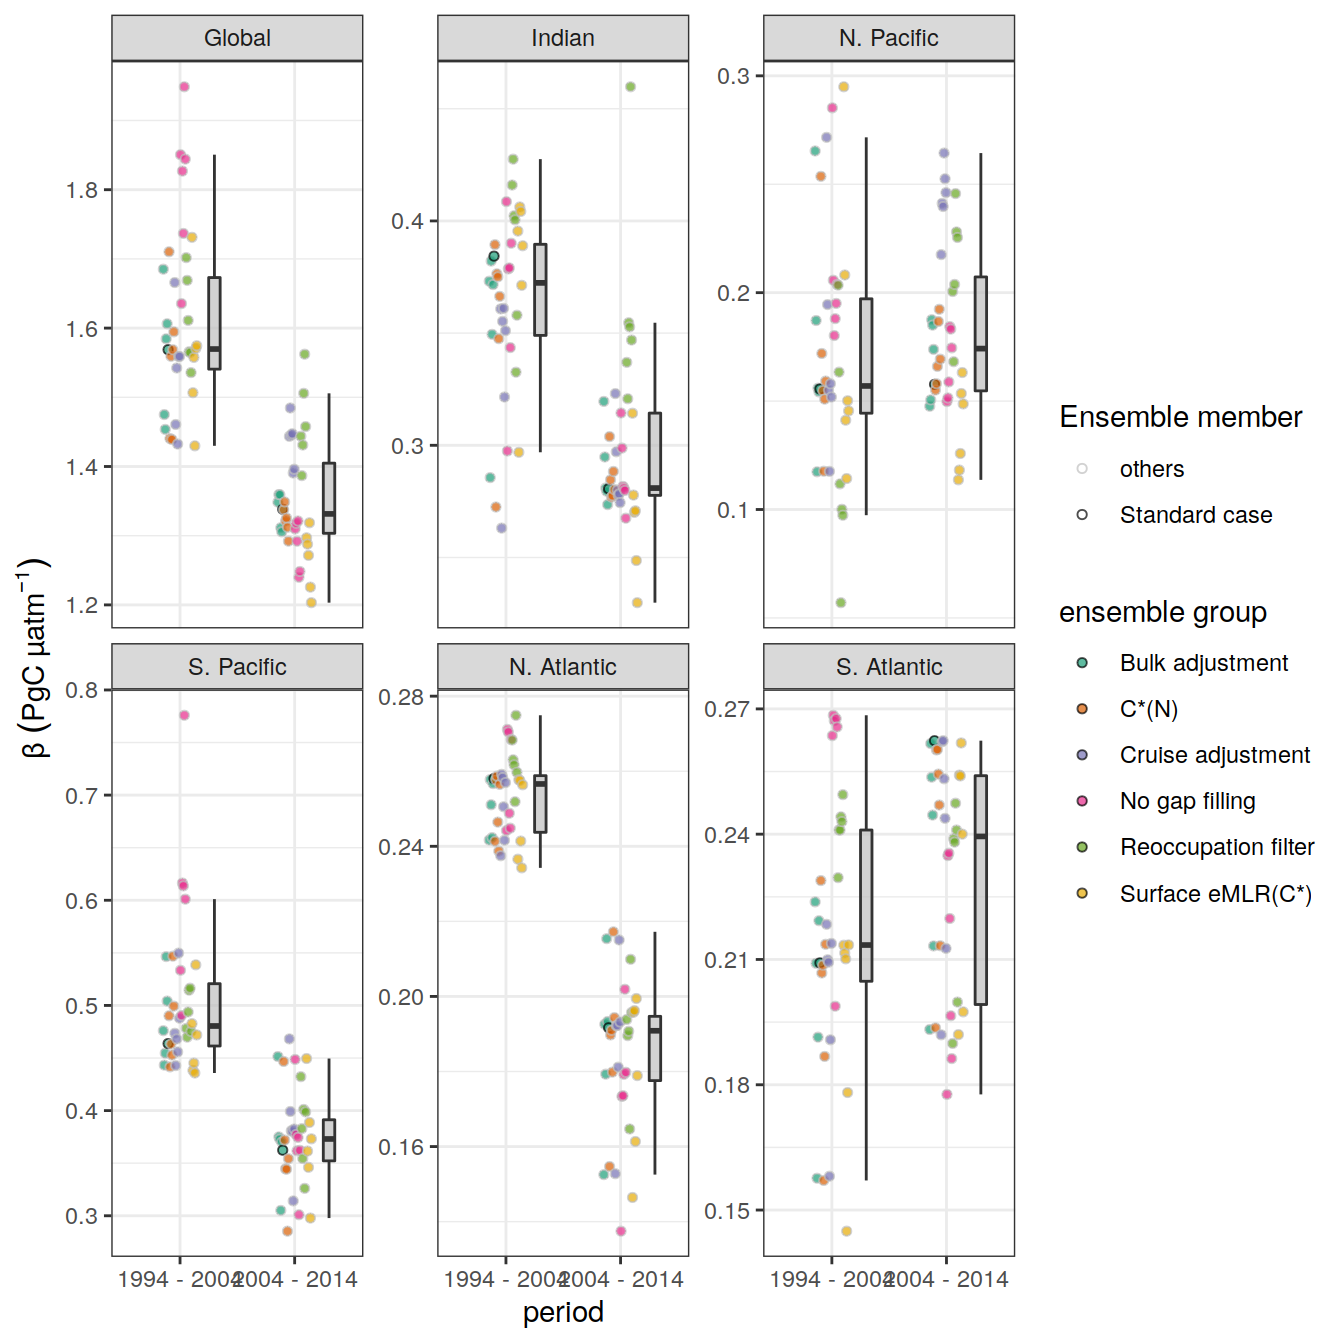 Global
Indian
N. Pacific
1.8
1.6
1.4
1.2
0.4
0.3
0.3
0.2
0.1
S. Pacific
N. Atlantic
S. Atlantic
0.8
0.7
0.6
0.5
0.4
0.3
0.28
0.24
0.20
0.16
0.27
0.24
0.21
0.18
0.15
1994 - 2004
2004 - 2014
1994 - 2004
2004 - 2014
1994 - 2004
2004 - 2014
period
β (PgC µatm⁻¹)
Ensemble member
others
Standard case
ensemble group
Bulk adjustment
C*(N)
Cruise adjustment
No gap filling
Reoccupation filter
Surface eMLR(C*)